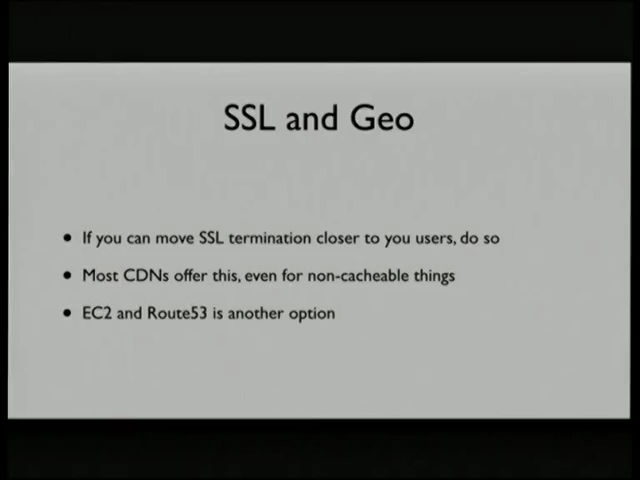 SSL and Geo
• If you can move SSL termination closer to you users, do so
• Most CDNs offer this, even for non-cacheable things
• EC2 and Route53 is another option